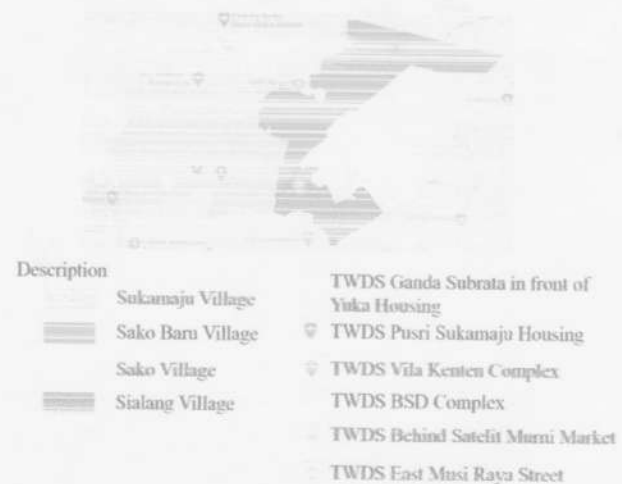 Description
Sukamaju Village
Sako Baru Village
Sako Village
Sialang Village
TWDS Ganda Subrata in front of
Yuka Housing
TWDS Pusri Sukamaju Housing
TWDS Vila Kenten Complex
TWDS BSD Complex
TWDS Behind Satelit Murni Market
TWDS East Musi Raya Street